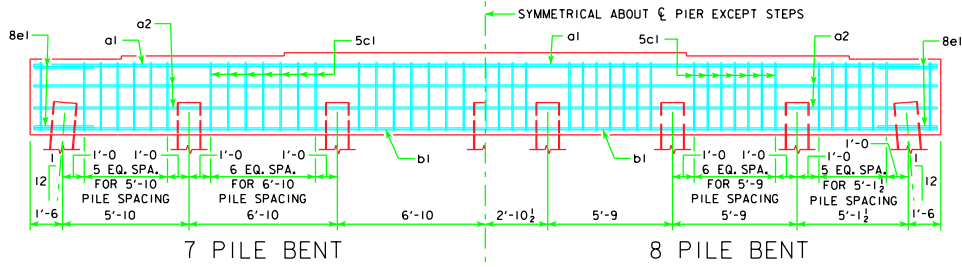 SYMMETRICAL ABOUT ℄ PIER EXCEPT STEPS
8e1
a1
a2
5c1
a1
5c1
a2
8e1
8e1
8e1
b1
b1
1
12
1'-0 1'-0
5 EQ. SPA.
FOR 5'-10
PILE SPACING
1'-0 1'-0
6 EQ. SPA.
FOR 6'-10
PILE SPACING
1'-0 1'-0
6 EQ. SPA.
FOR 5'-9
PILE SPACING
1'-0 1'-0
5 EQ. SPA.
FOR 5'-1½
PILE SPACING
1
12
1'-6 5'-10 6'-10 6'-10 2'-10½ 5'-9 5'-9 5'-1½ 1'-6
7 PILE BENT 8 PILE BENT